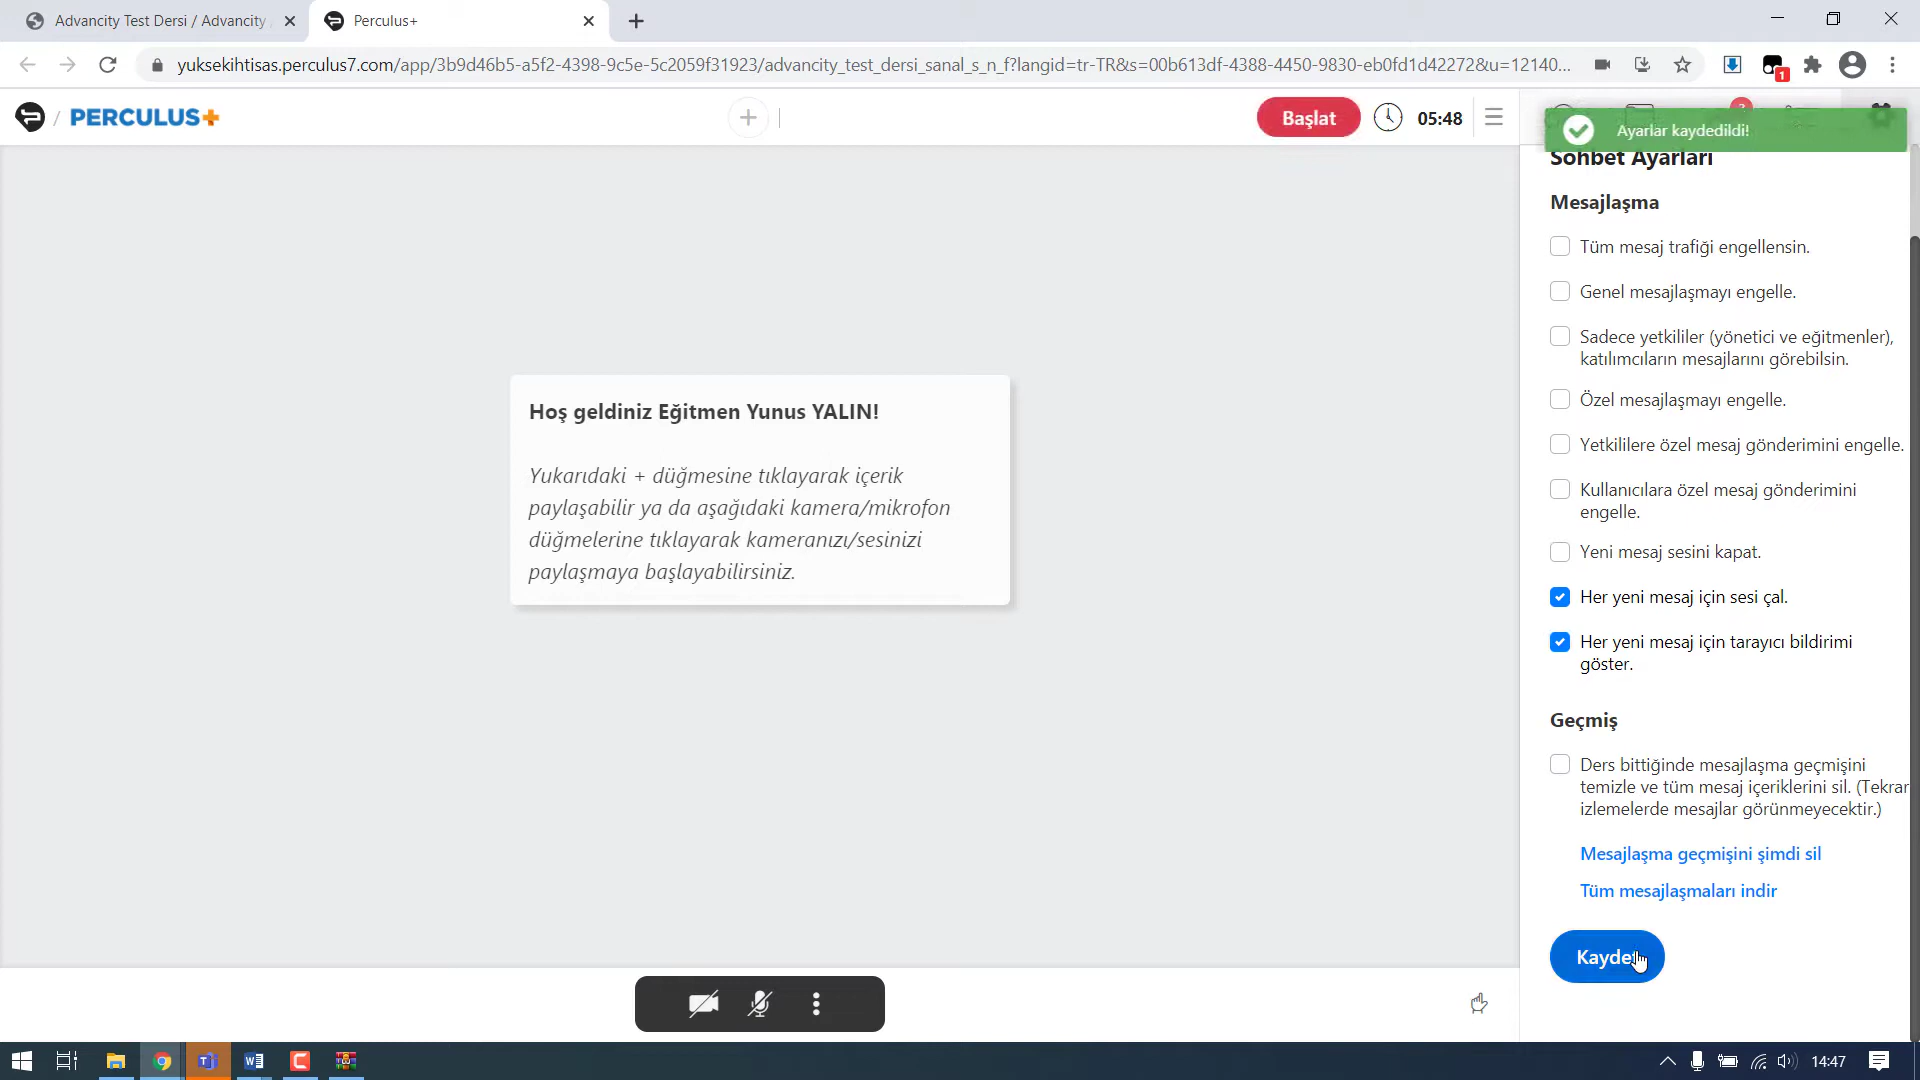 Advancity Test Dersi / Advancity
Perculus+
yuksekihtisas.perculus7.com/app/3b9d46b5-a5f2-4398-9c5e-5c2059f31923/advancity_test_dersi_sanal_s_n_f?langid=tr-TR&s=00b613df-4388-4450-9830-eb0fd1d42272&u=12140...
1
/ PERCULUS+
Başlat
05:48
Ayarlar kaydedildi!
Sohbet Ayarları
Mesajlaşma
Tüm mesaj trafiği engellensin.
Genel mesajlaşmayı engelle.
Sadece yetkililer (yönetici ve eğitmenler),
katılımcıların mesajlarını görebilsin.
Özel mesajlaşmayı engelle.
Yetkililere özel mesaj gönderimini engelle.
Kullanıcılara özel mesaj gönderimini
engelle.
Yeni mesaj sesini kapat.
Her yeni mesaj için sesi çal.
Her yeni mesaj için tarayıcı bildirimi
göster.
Geçmiş
Ders bittiğinde mesajlaşma geçmişini
temizle ve tüm mesaj içeriklerini sil. (Tekrar
izlemelerde mesajlar görünmeyecektir.)
Mesajlaşma geçmişini şimdi sil
Tüm mesajlaşmaları indir
Kaydet
Hoş geldiniz Eğitmen Yunus YALIN!
Yukarıdaki + düğmesine tıklayarak içerik
paylaşabilir ya da aşağıdaki kamera/mikrofon
düğmelerine tıklayarak kameranızı/sesinizi
paylaşmaya başlayabilirsiniz.
14:47